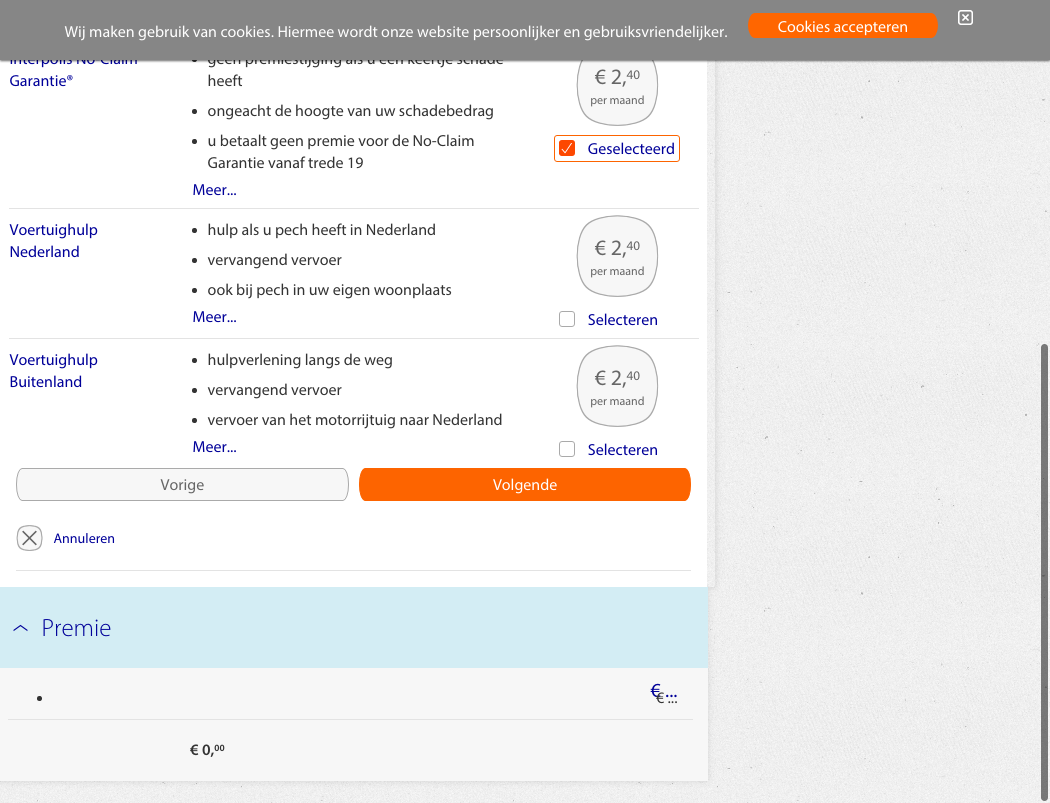 Wij maken gebruik van cookies. Hiermee wordt onze website persoonlijker en gebruiksvriendelijker.
Cookies accepteren
Interpolis No-Claim
Garantie®
geen premiestijging als u een keertje schade
heeft
ongeacht de hoogte van uw schadebedrag
u betaalt geen premie voor de No-Claim
Garantie vanaf trede 19
Meer...
€ 2,40
per maand
Geselecteerd
Voertuighulp
Nederland
hulp als u pech heeft in Nederland
vervangend vervoer
ook bij pech in uw eigen woonplaats
Meer...
€ 2,40
per maand
Selecteren
Voertuighulp
Buitenland
hulpverlening langs de weg
vervangend vervoer
vervoer van het motorrijtuig naar Nederland
Meer...
€ 2,40
per maand
Selecteren
Vorige
Volgende
Annuleren
Premie
€ ...
€ ...
€ 0,00